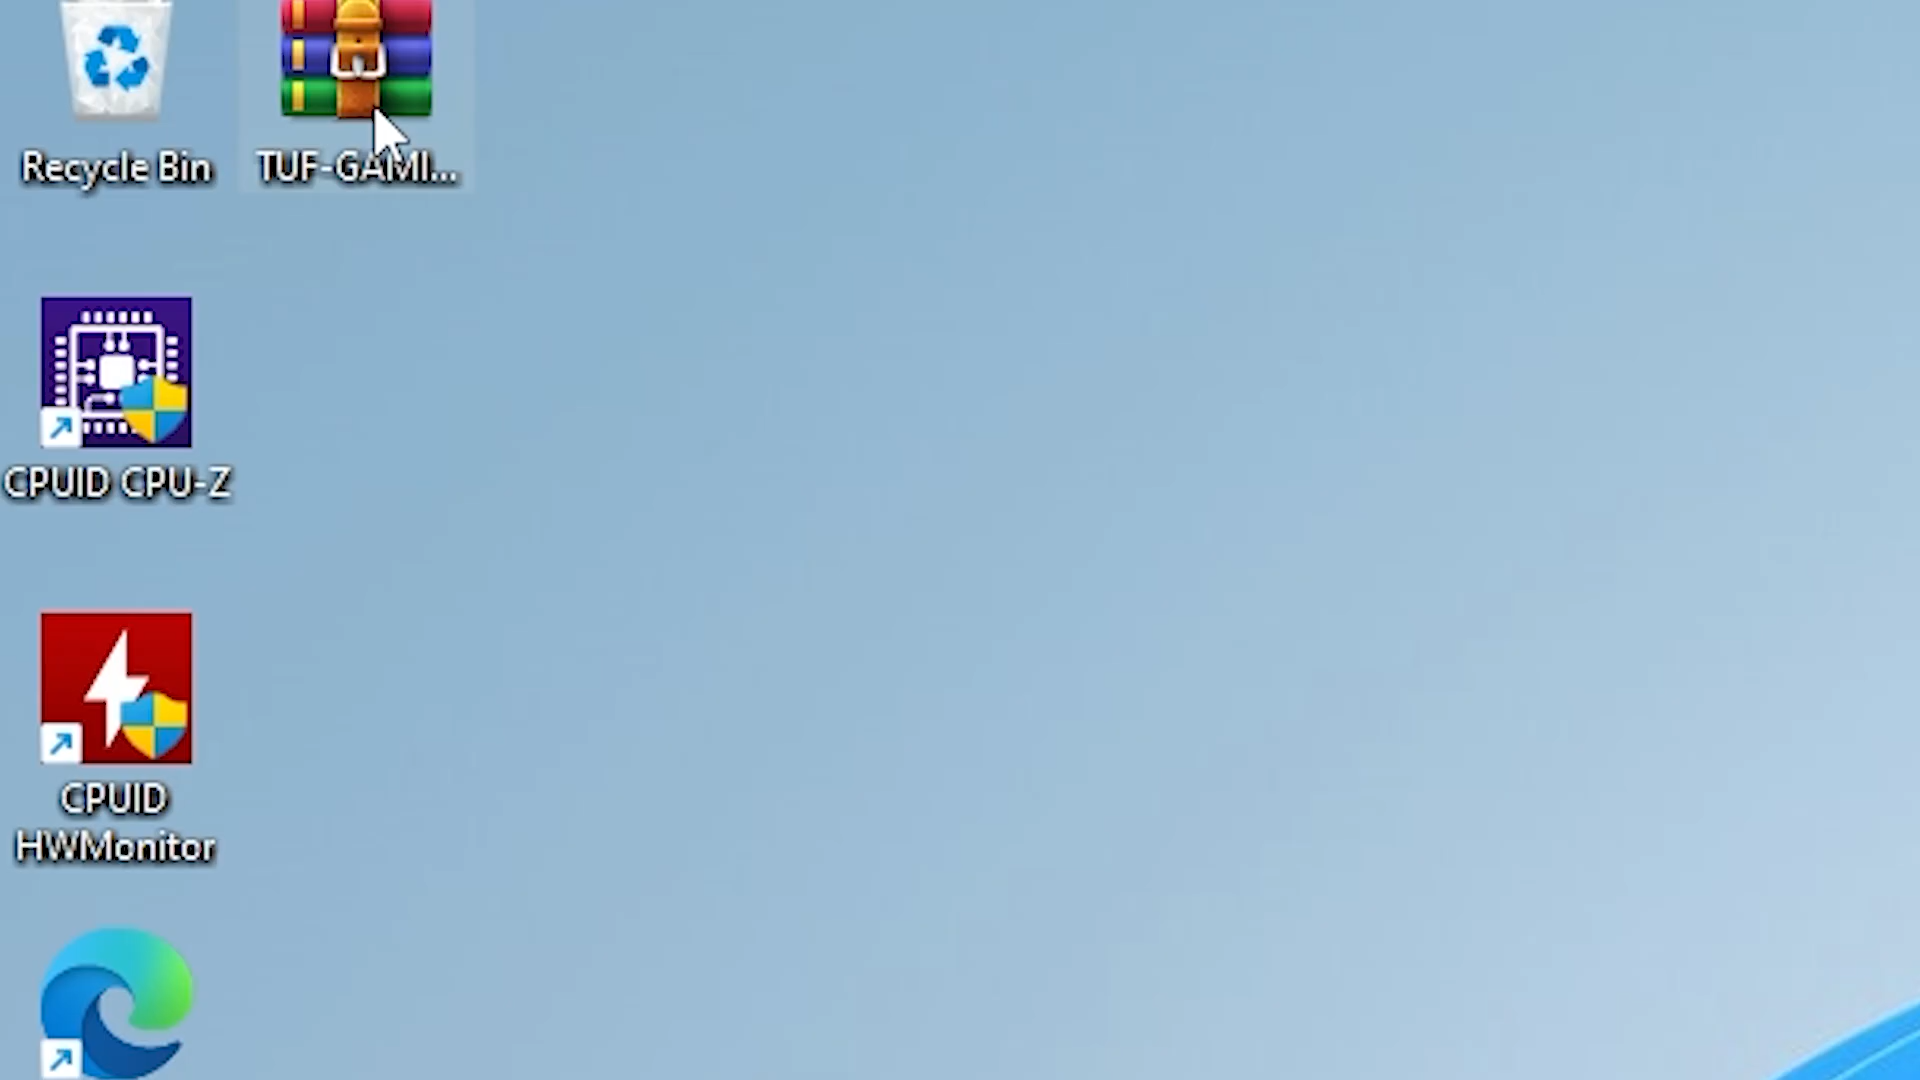 Recycle Bin
TUF-GAMI...
CPUID CPU-Z
CPUID
HWMonitor